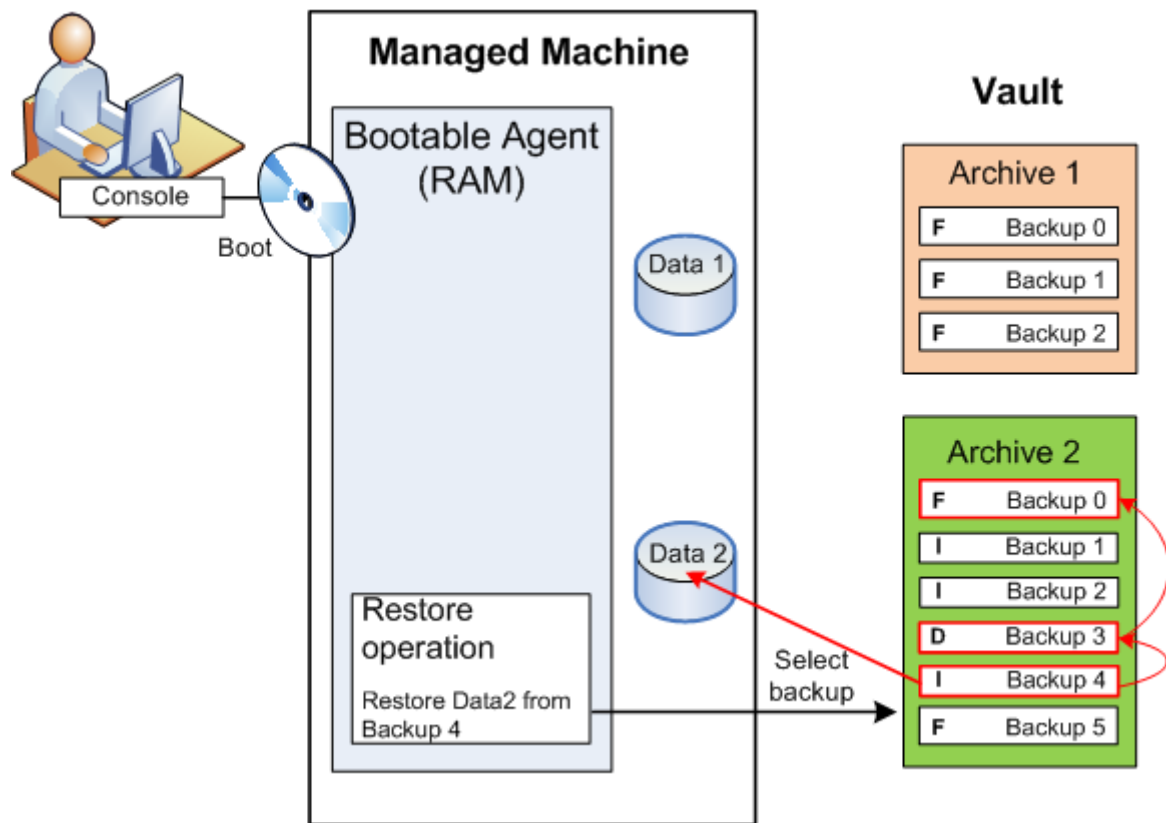 Managed Machine
Console
Boot
Bootable Agent
(RAM)
Data 1
Data 2
Restore
operation
Restore Data2 from
Backup 4
Select
backup
Vault
Archive 1
F Backup 0
F Backup 1
F Backup 2
Archive 2
F Backup 0
I Backup 1
I Backup 2
D Backup 3
I Backup 4
F Backup 5